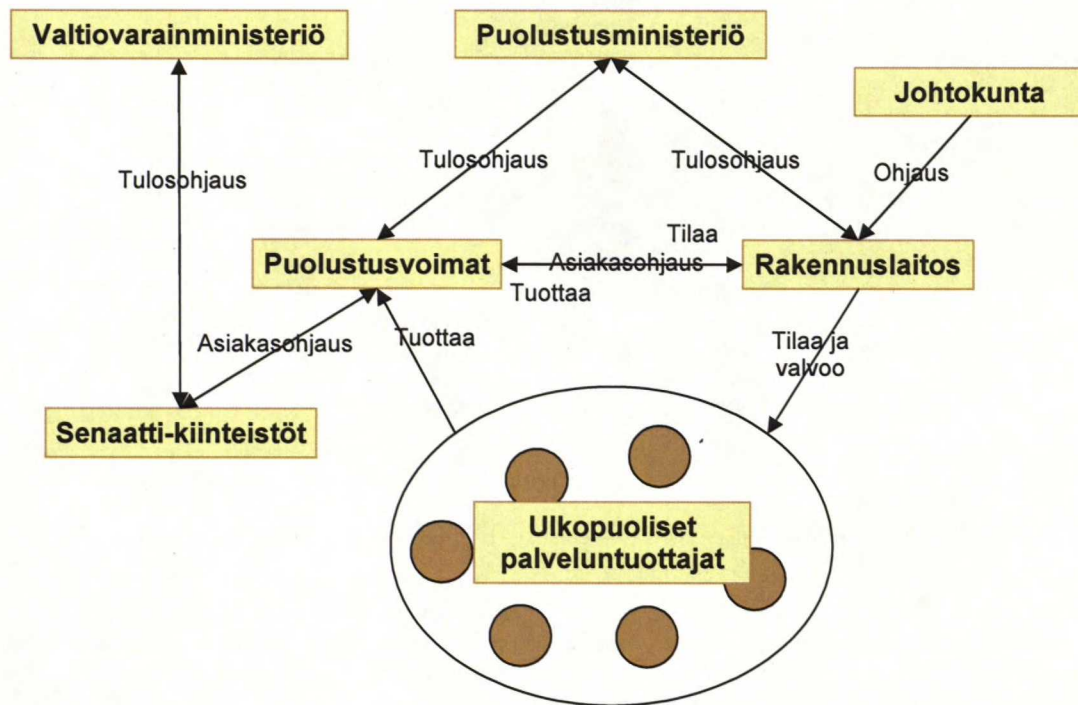 Valtiovarainministeriö
Puolustusministeriö
Johtokunta
Tulosohjaus
Tulosohjaus
Tulosohjaus
Ohjaus
Puolustusvoimat
Tilaa
Asiakasohjaus
Tuottaa
Rakennuslaitos
Asiakasohjaus
Tuottaa
Tilaa ja
valvoo
Senaatti-kiinteistöt
Ulkopuoliset
palveluntuottajat